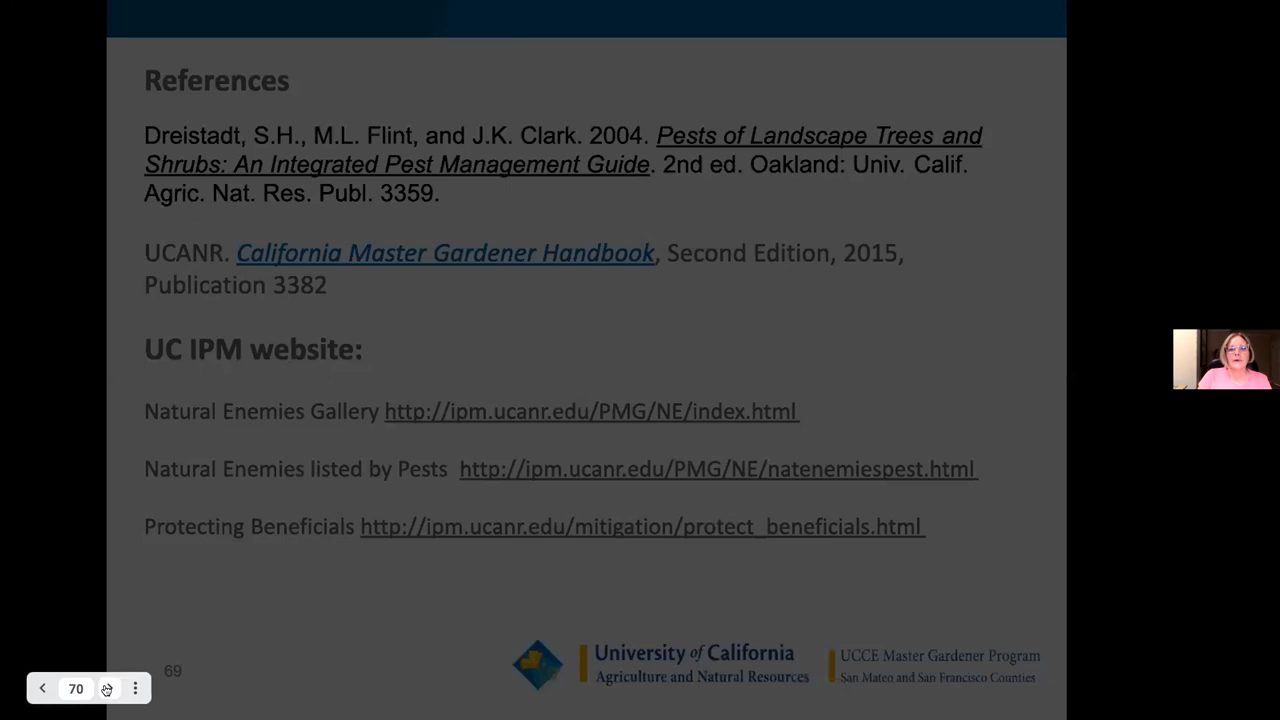 References
Dreistadt, S.H., M.L. Flint, and J.K. Clark. 2004. Pests of Landscape Trees and
Shrubs: An Integrated Pest Management Guide. 2nd ed. Oakland: Univ. Calif.
Agric. Nat. Res. Publ. 3359.
UCANR. California Master Gardener Handbook, Second Edition, 2015,
Publication 3382
UC IPM website:
Natural Enemies Gallery http://ipm.ucanr.edu/PMG/NE/index.html
Natural Enemies listed by Pests http://ipm.ucanr.edu/PMG/NE/natenemiespest.html
Protecting Beneficials http://ipm.ucanr.edu/mitigation/protect_beneficials.html
69
University of California
Agriculture and Natural Resources
UCCE Master Gardener Program
San Mateo and San Francisco Counties
70